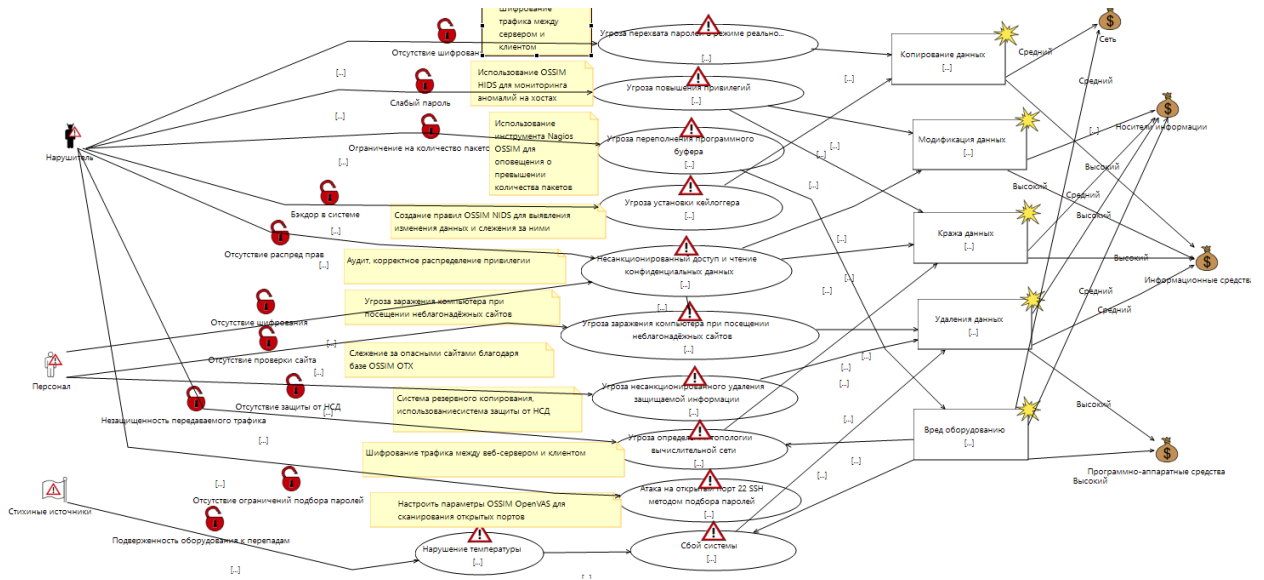 Шифрование
трафика между
сервером и
клиентом
Угроза перехвата паролей в режиме реально...
[...]
Отсутствие шифрован
[...]
Использование OSSIM
HIDS для мониторинга
аномалий на хостах
Слабый пароль
[...]
Угроза повышения привилегий
[...]
Копирование данных
[...]
Средний
Сеть
Средний
[...]
Нарушитель
Использование
инструмента Nagios
OSSIM для
оповещения о
превышении
количества пакетов
Ограничение на количество пакето
[...]
Угроза переполнения программного
буфера
[...]
Модификация данных
[...]
[...]
Носители информации
[...]
[...]
Высокий
Высокий
Средний
[...]
Бэкдор в системе
[...]
Создание правил OSSIM NIDS для выявления
изменения данных и слежения за ними
Угроза установки кейлоггера
[...]
Высокий
Кража данных
[...]
[...]
Отсутствие распред прав
[...]
Аудит, корректное распределение привилегии
Несанкционированный доступ и чтение
конфиденциальных данных
[...]
Высокий
Информационные средств
[...]
[...]
Средний
Средний
Угроза заражения компьютера при
посещении неблагонадёжных сайтов
[...]
Отсутствие шифрования
[...]
Угроза заражения компьютера при посещении
неблагонадёжных сайтов
[...]
Удаления данных
[...]
Отсутствие проверки сайта
[...]
Слежение за опасными сайтами благодаря
базе OSSIM OTX
[...]
[...]
[...]
Персонал
Отсутствие защиты от НСД
[...]
Система резервного копирования,
использованиесистема защиты от НСД
Угроза несанкционированного удаления
защищаемой информации
[...]
Высокий
Незащищенность передаваемого трафика
[...]
[...]
Вред оборудованию
[...]
Шифрование трафика между веб-сервером и клиентом
Угроза определения топологии
вычислительной сети
[...]
[...]
[...]
Программно-аппаратные средства
Высокий
[...]
Отсутствие ограничений подбора паролей
Настроить параметры OSSIM OpenVAS для
сканирования открытых портов
Атака на открытый порт 22 SSH
методом подбора паролей
[...]
Стихиные источники
Подверженность оборудования к перепадам
[...]
Нарушение температуры
[...]
Сбой системы
[...]
[...]